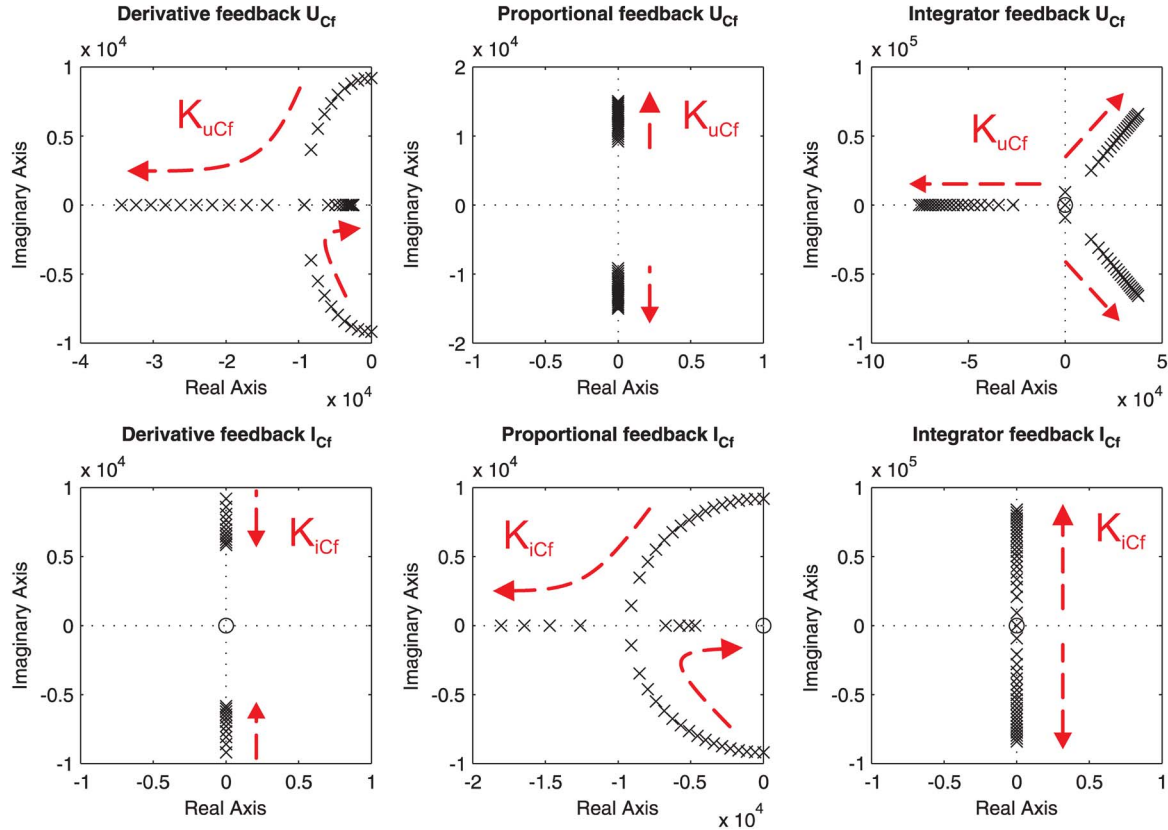 Derivative feedback U_Cf
x 10^4
1
0.5
0
-0.5
-1
-4
-3
-2
-1
0
Imaginary Axis
Real Axis
x 10^4
K_uCf
Proportional feedback U_Cf
x 10^4
2
1
0
-1
-2
-1
-0.5
0
0.5
1
Imaginary Axis
Real Axis
K_uCf
Integrator feedback U_Cf
x 10^5
1
0.5
0
-0.5
-1
-10
-5
0
5
Imaginary Axis
Real Axis
x 10^4
K_uCf
Derivative feedback I_Cf
x 10^4
1
0.5
0
-0.5
-1
-1
-0.5
0
0.5
1
Imaginary Axis
Real Axis
K_iCf
Proportional feedback I_Cf
x 10^4
1
0.5
0
-0.5
-1
-2
-1.5
-1
-0.5
0
Imaginary Axis
Real Axis
x 10^4
K_iCf
Integrator feedback I_Cf
x 10^5
1
0.5
0
-0.5
-1
-1
-0.5
0
0.5
1
Imaginary Axis
Real Axis
K_iCf